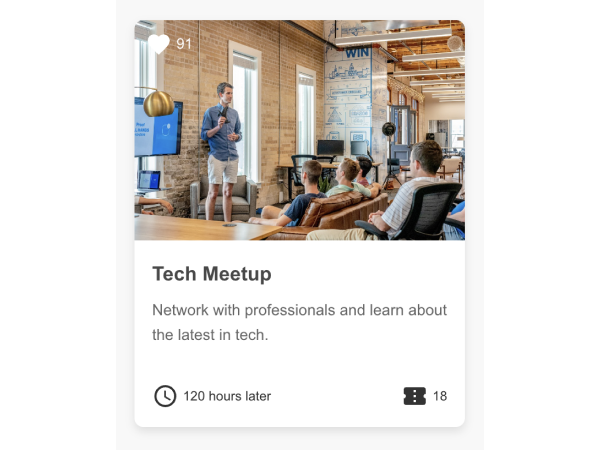 91
WIN
Tech Meetup
Network with professionals and learn about
the latest in tech.
120 hours later
18